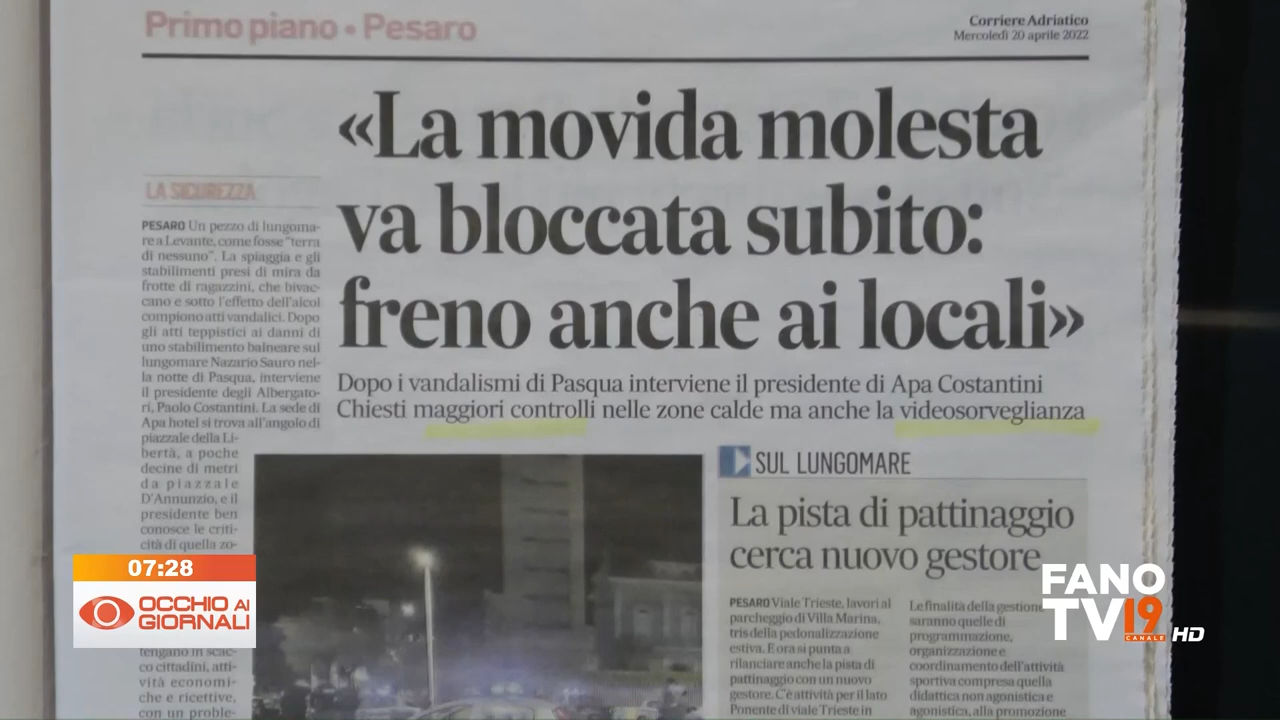 Primo piano • Pesaro
Corriere Adriatico
Mercoledì 20 aprile 2022
«La movida molesta
va bloccata subito:
freno anche ai locali»
Dopo i vandalismi di Pasqua interviene il presidente di Apa Costantini
Chiesti maggiori controlli nelle zone calde ma anche la videosorveglianza
LA SICUREZZA
PESARO Un pezzo di lungoma-
re a Levante, come fosse "terra
di nessuno". La spiaggia e gli
stabilimenti presi di mira da
frotte di ragazzini, che bivac-
cano e sotto l'effetto dell'alcol
compiono atti vandalici. Dopo
gli atti teppistici ai danni di
uno stabilimento balneare sul
lungomare Nazario Sauro nel-
la notte di Pasqua, interviene
il presidente degli Albergato-
ri, Paolo Costantini. La sede di
Apa hotel si trova all'angolo di
piazzale della Li-
bertà, a poche
decine di metri
da piazzale
D'Annunzio, e il
presidente ben
conosce le criti-
cità di quella zo-
tengano in scac-
co cittadini, atti-
vità economi-
che e ricettive,
con un proble-
SUL LUNGOMARE
La pista di pattinaggio
cerca nuovo gestore
PESARO Viale Trieste, lavori al
parcheggio di Villa Marina,
tris della pedonalizzazione
estiva. E ora si punta a
rilanciare anche la pista di
pattinaggio con un nuovo
gestore. C'è attività per il lato
Ponente di viale Trieste in
Le finalità della gestione
saranno quelle di
programmazione,
organizzazione e
coordinamento dell'attività
sportiva compresa quella
didattica non agonistica e
agonistica, alla promozione
07:28
OCCHIO AI
GIORNALI
FANO
TV19
CANALE
HD